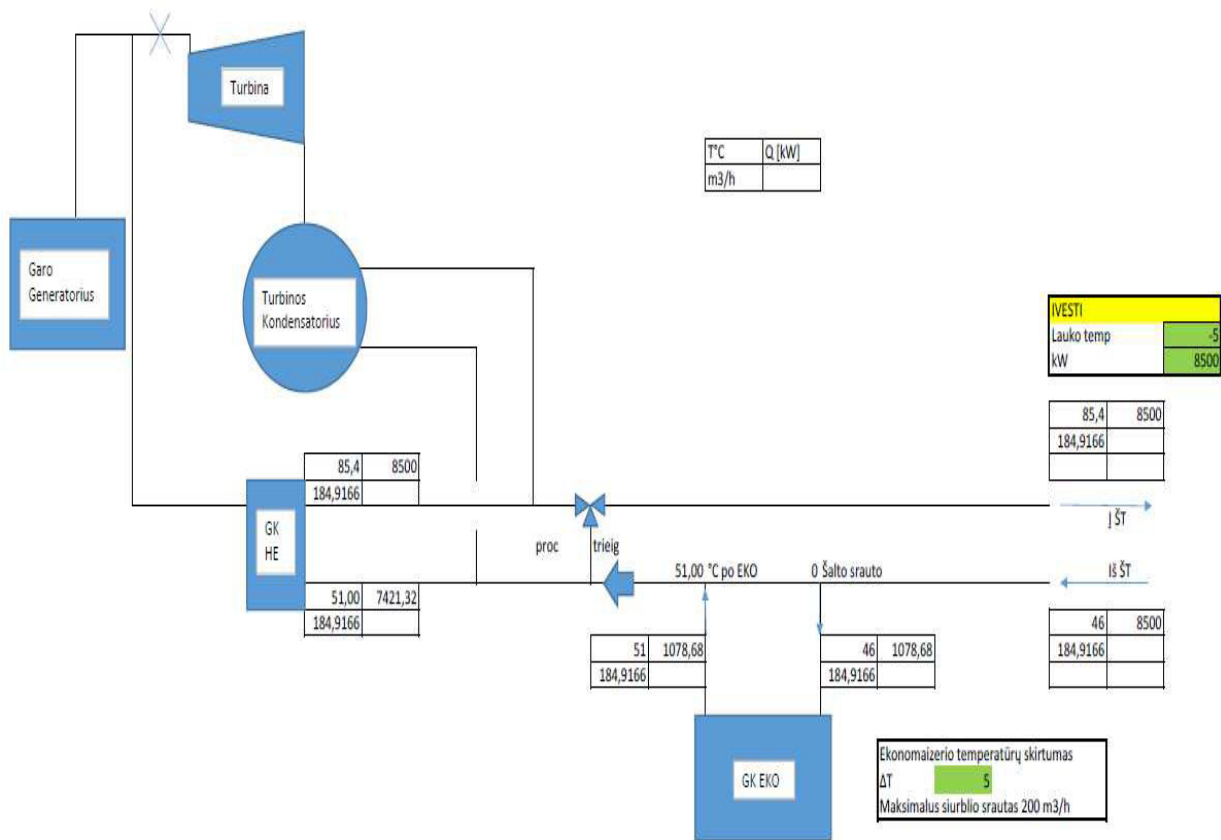 Turbina
T°C Q [kW]
m3/h
Garo
Generatorius
Turbinos
Kondensatorius
IVESTI
Lauko temp -5
kW 8500
85,4 8500
184,9166
85,4 8500
184,9166
GK
HE
Į ŠT
proc trieig
51,00 °C po EKO 0 Šalto srauto
Iš ŠT
51,00 7421,32
184,9166
46 8500
184,9166
51 1078,68
184,9166
46 1078,68
184,9166
GK EKO
Ekonomaizerio temperatūrų skirtumas
ΔT 5
Maksimalus siurblio srautas 200 m3/h